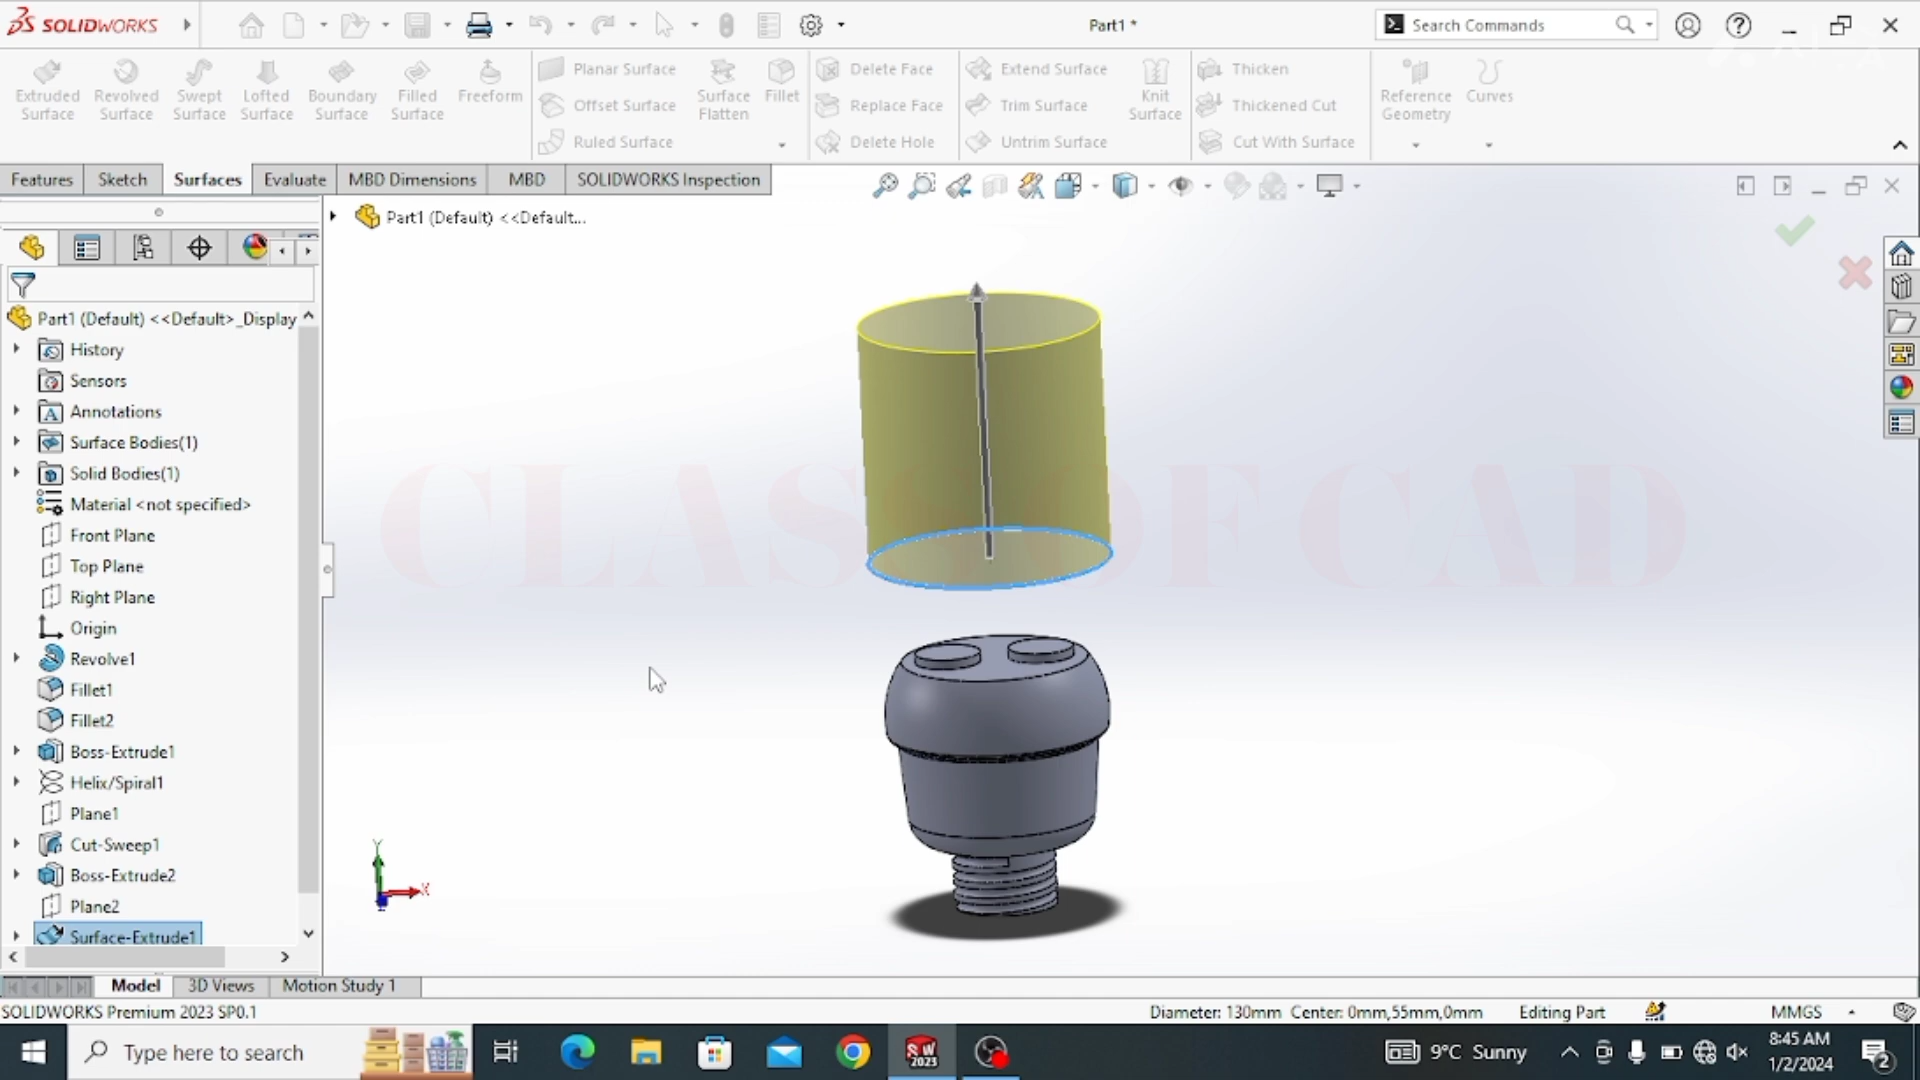 SOLIDWORKS
Part1 *
Search Commands
Extruded Surface
Revolved Surface
Swept Surface
Lofted Surface
Boundary Surface
Filled Surface
Freeform
Planar Surface
Offset Surface
Ruled Surface
Surface Flatten
Fillet
Delete Face
Replace Face
Delete Hole
Extend Surface
Trim Surface
Untrim Surface
Knit Surface
Thicken
Thickened Cut
Cut With Surface
Reference Geometry
Curves
Features
Sketch
Surfaces
Evaluate
MBD Dimensions
MBD
SOLIDWORKS Inspection
Part1 (Default) <<Default...
Part1 (Default) <<Default>_Display
History
Sensors
Annotations
Surface Bodies(1)
Solid Bodies(1)
Material <not specified>
Front Plane
Top Plane
Right Plane
Origin
Revolve1
Fillet1
Fillet2
Boss-Extrude1
Helix/Spiral1
Plane1
Cut-Sweep1
Boss-Extrude2
Plane2
Surface-Extrude1
CLASS OF CAD
Y
X
Model
3D Views
Motion Study 1
SOLIDWORKS Premium 2023 SP0.1
Diameter: 130mm Center: 0mm,55mm,0mm
Editing Part
MMGS
Type here to search
SW
2023
9°C Sunny
8:45 AM
1/2/2024
2